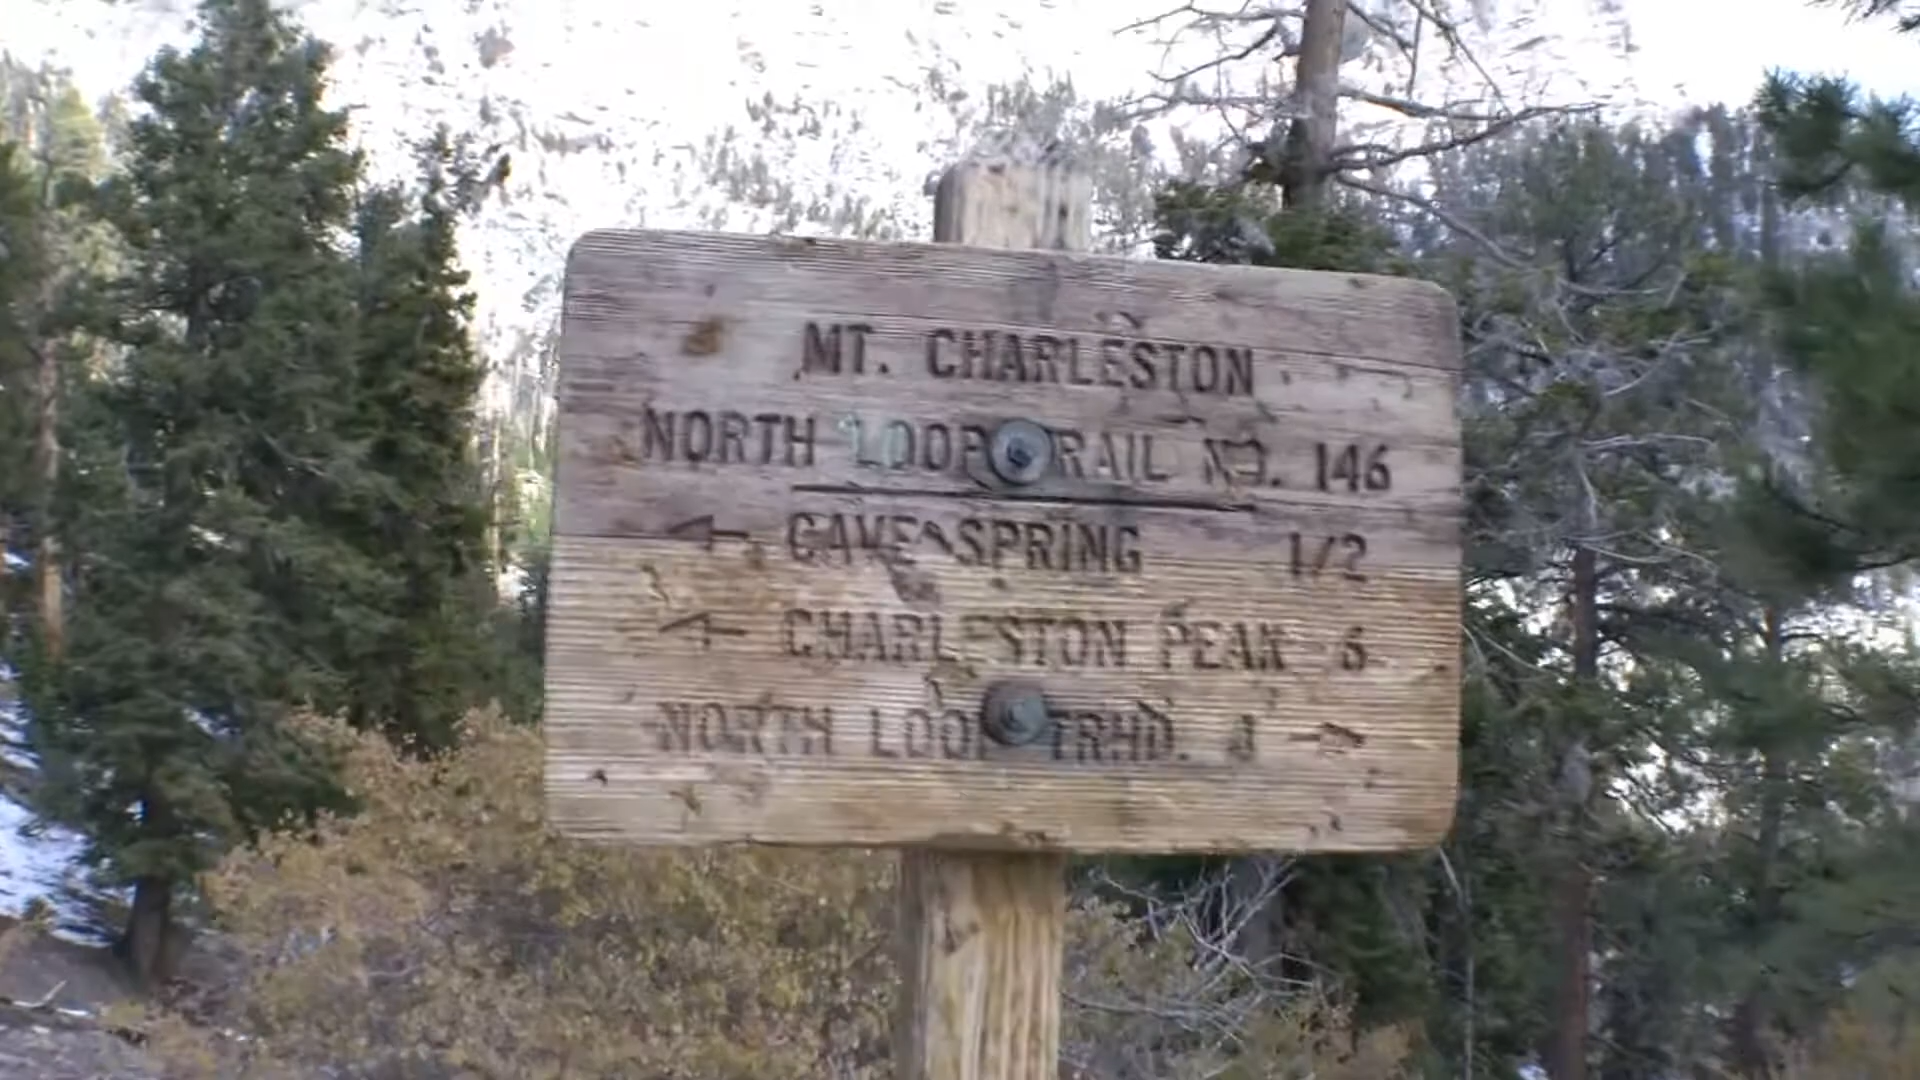 MT. CHARLESTON
NORTH LOOP TRAIL NO. 146
← CAVE SPRING 1/2
← CHARLESTON PEAK 6
NORTH LOOP TRHD. →